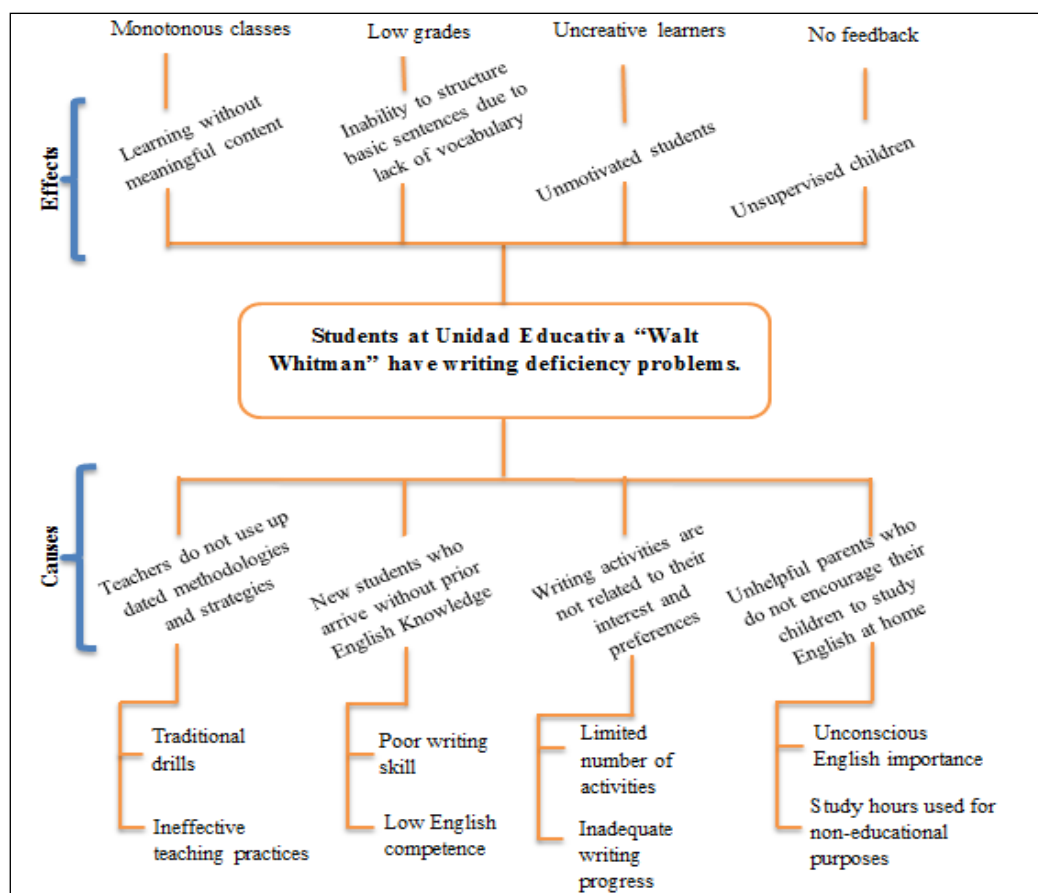 Monotonous classes
Low grades
Uncreative learners
No feedback
Effects
Learning without
meaningful content
Inability to structure
basic sentences due to
lack of vocabulary
Unmotivated students
Unsupervised children
Students at Unidad Educativa “Walt
Whitman” have writing deficiency problems.
Causes
Teachers do not use up
dated methodologies
and strategies
New students who
arrive without prior
English Knowledge
Writing activities are
not related to their
interest and
preferences
Unhelpful parents who
do not encourage their
children to study
English at home
Traditional
drills
Ineffective
teaching practices
Poor writing
skill
Low English
competence
Limited
number of
activities
Inadequate
writing
progress
Unconscious
English importance
Study hours used for
non-educational
purposes